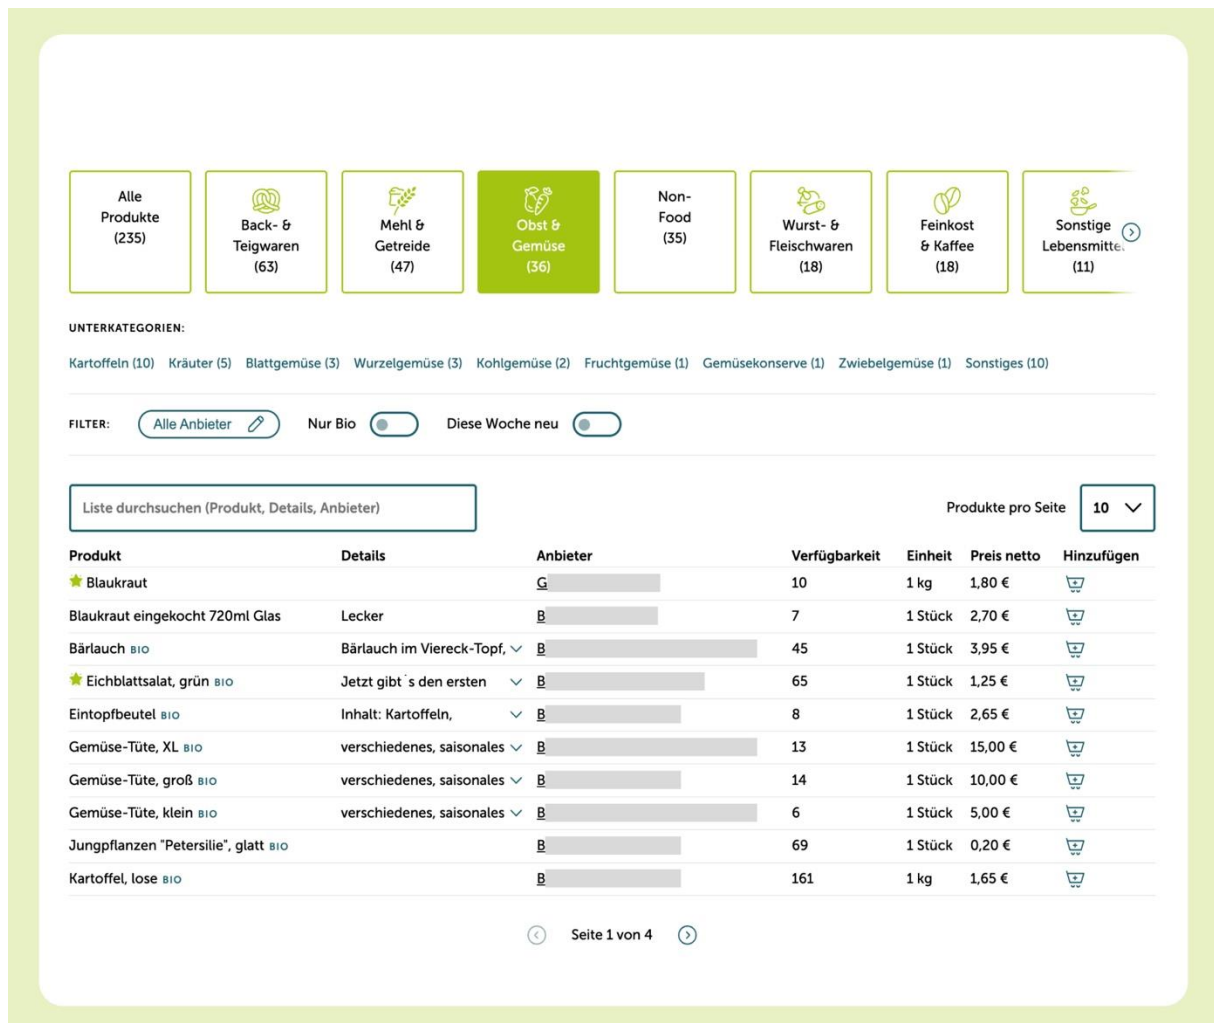 Alle Produkte (235)
Back- & Teigwaren (63)
Mehl & Getreide (47)
Obst & Gemüse (36)
Non-Food (35)
Wurst- & Fleischwaren (18)
Feinkost & Kaffee (18)
Sonstige Lebensmittel (11)
UNTERKATEGORIEN:
Kartoffeln (10) Kräuter (5) Blattgemüse (3) Wurzelgemüse (3) Kohlgemüse (2) Fruchtgemüse (1) Gemüsekonserve (1) Zwiebelgemüse (1) Sonstiges (10)
FILTER: Alle Anbieter Nur Bio Diese Woche neu
Liste durchsuchen (Produkt, Details, Anbieter) Produkte pro Seite 10
Produkt Details Anbieter Verfügbarkeit Einheit Preis netto Hinzufügen
Blaukraut G 10 1 kg 1,80 €
Blaukraut eingekocht 720ml Glas Lecker B 7 1 Stück 2,70 €
Bärlauch BIO Bärlauch im Viereck-Topf, B 45 1 Stück 3,95 €
Eichblattsalat, grün BIO Jetzt gibt´s den ersten B 65 1 Stück 1,25 €
Eintopfbeutel BIO Inhalt: Kartoffeln, B 8 1 Stück 2,65 €
Gemüse-Tüte, XL BIO verschiedenes, saisonales B 13 1 Stück 15,00 €
Gemüse-Tüte, groß BIO verschiedenes, saisonales B 14 1 Stück 10,00 €
Gemüse-Tüte, klein BIO verschiedenes, saisonales B 6 1 Stück 5,00 €
Jungpflanzen "Petersilie", glatt BIO B 69 1 Stück 0,20 €
Kartoffel, lose BIO B 161 1 kg 1,65 €
Seite 1 von 4